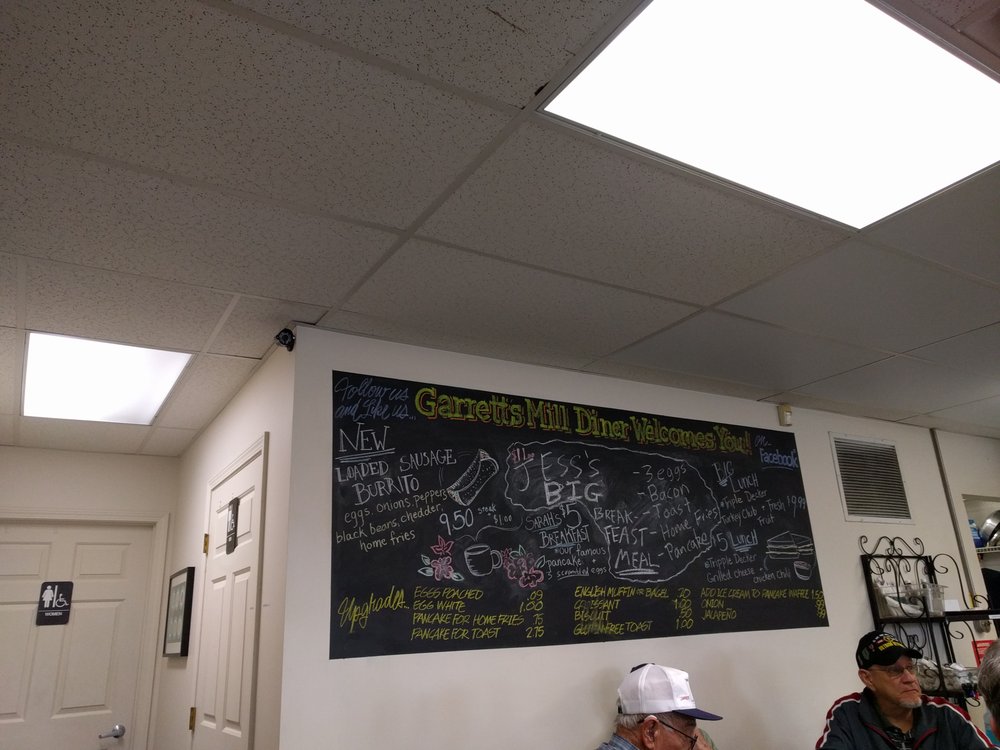 Follow us
and Like us...
Garrett's Mill Diner Welcomes You!
on
Facebook
NEW
LOADED SAUSAGE
BURRITO
eggs, onions, peppers
black beans, chedder,
home fries
9.50
steak
$1.00
$11
JESS'S
BIG
BREAK-
FEAST
MEAL
- 3 eggs
- Bacon
- Toast
- Home Fries
- Pancake
SARAH'S $5
BREAKFAST
our famous
pancake +
3 scrambled eggs
BIG
LUNCH
Triple Decker
Turkey Club + Fresh
Fruit
$9.99
$5 LUNCH
Tripple Decker
Grilled Cheese
Chicken Chili
Upgrades
EGGS POACHED .09
EGG WHITE 1.00
PANCAKE FOR HOME FRIES .75
PANCAKE FOR TOAST 2.75
ENGLISH MUFFIN OR BAGEL .70
CROISSANT 1.00
BISCUIT .50
GLUTEN FREE TOAST 1.00
ADD ICE CREAM TO PANCAKE WAFFLE 1.50
ONION
JALAPEÑO
WOMEN